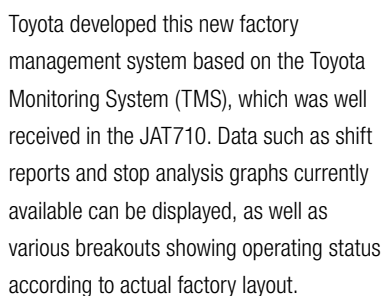 Toyota developed this new factory
management system based on the Toyota
Monitoring System (TMS), which was well
received in the JAT710. Data such as shift
reports and stop analysis graphs currently
available can be displayed, as well as
various breakouts showing operating status
according to actual factory layout.